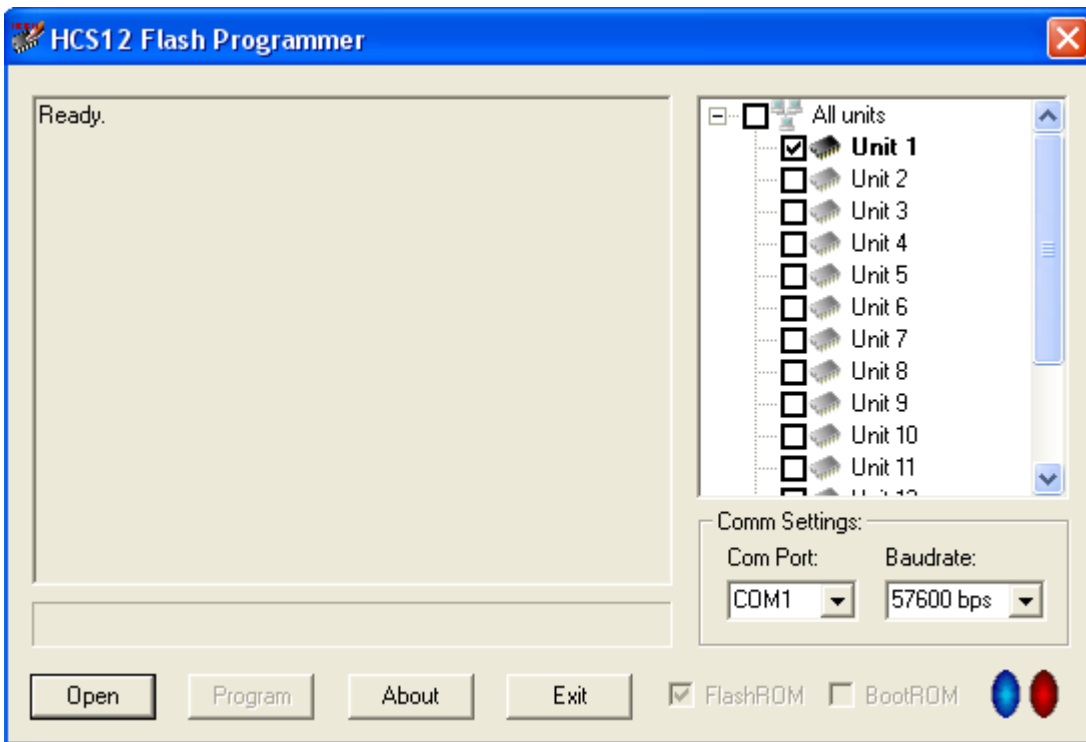 HCS12 Flash Programmer
Ready.
All units
Unit 1
Unit 2
Unit 3
Unit 4
Unit 5
Unit 6
Unit 7
Unit 8
Unit 9
Unit 10
Unit 11
Comm Settings:
Com Port:
Baudrate:
COM1
57600 bps
Open
Program
About
Exit
FlashROM
BootROM